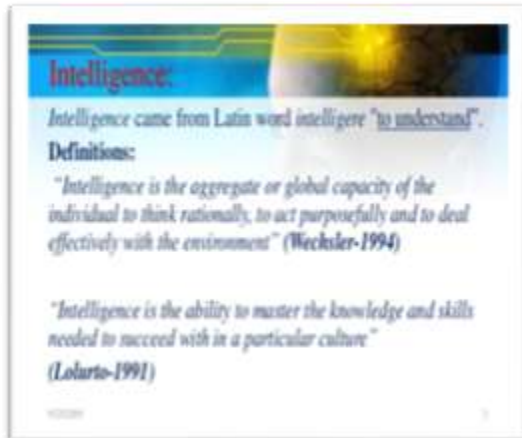 Intelligence:
Intelligence came from Latin word intelligere "to understand".
Definitions:
"Intelligence is the aggregate or global capacity of the
individual to think rationally, to act purposefully and to deal
effectively with the environment" (Wechsler-1994)
"Intelligence is the ability to master the knowledge and skills
needed to succeed with in a particular culture"
(Lolurto-1991)